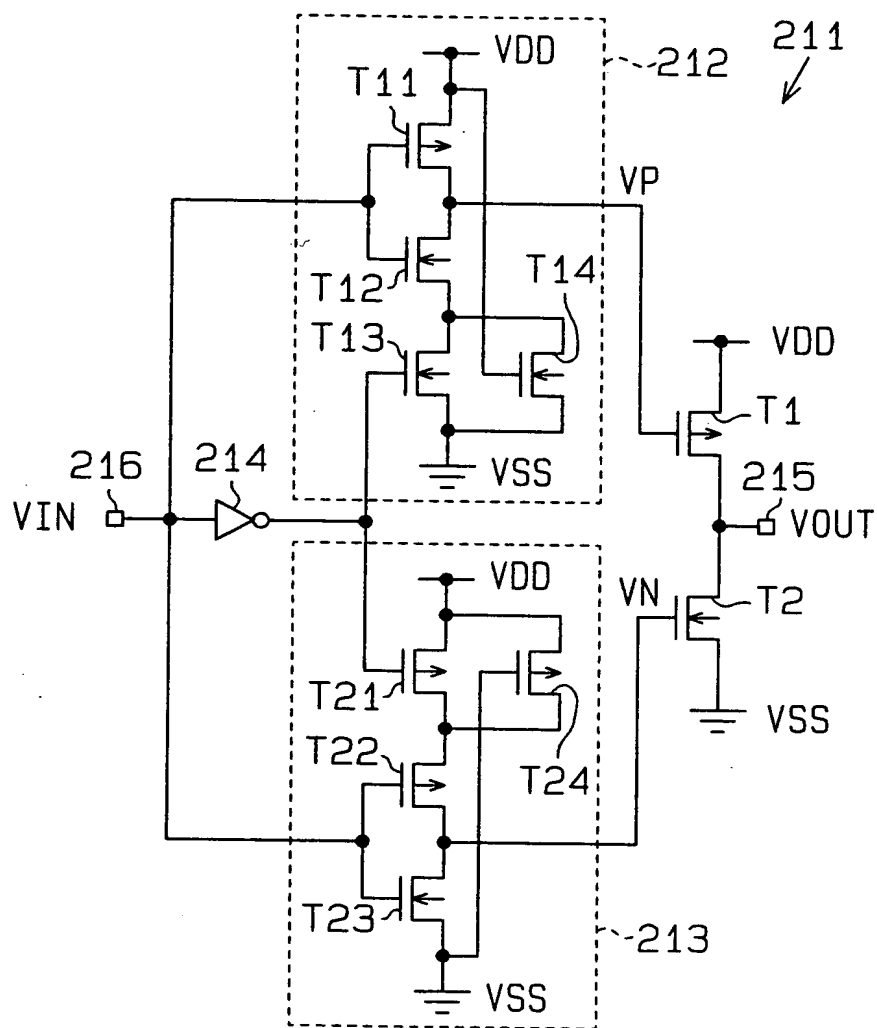 211
VDD
212
T11
VP
T12
T14
T13
VDD
T1
216
214
VSS
215
VIN
VOUT
VDD
VN
T2
T21
VSS
T22
T24
T23
213
VSS